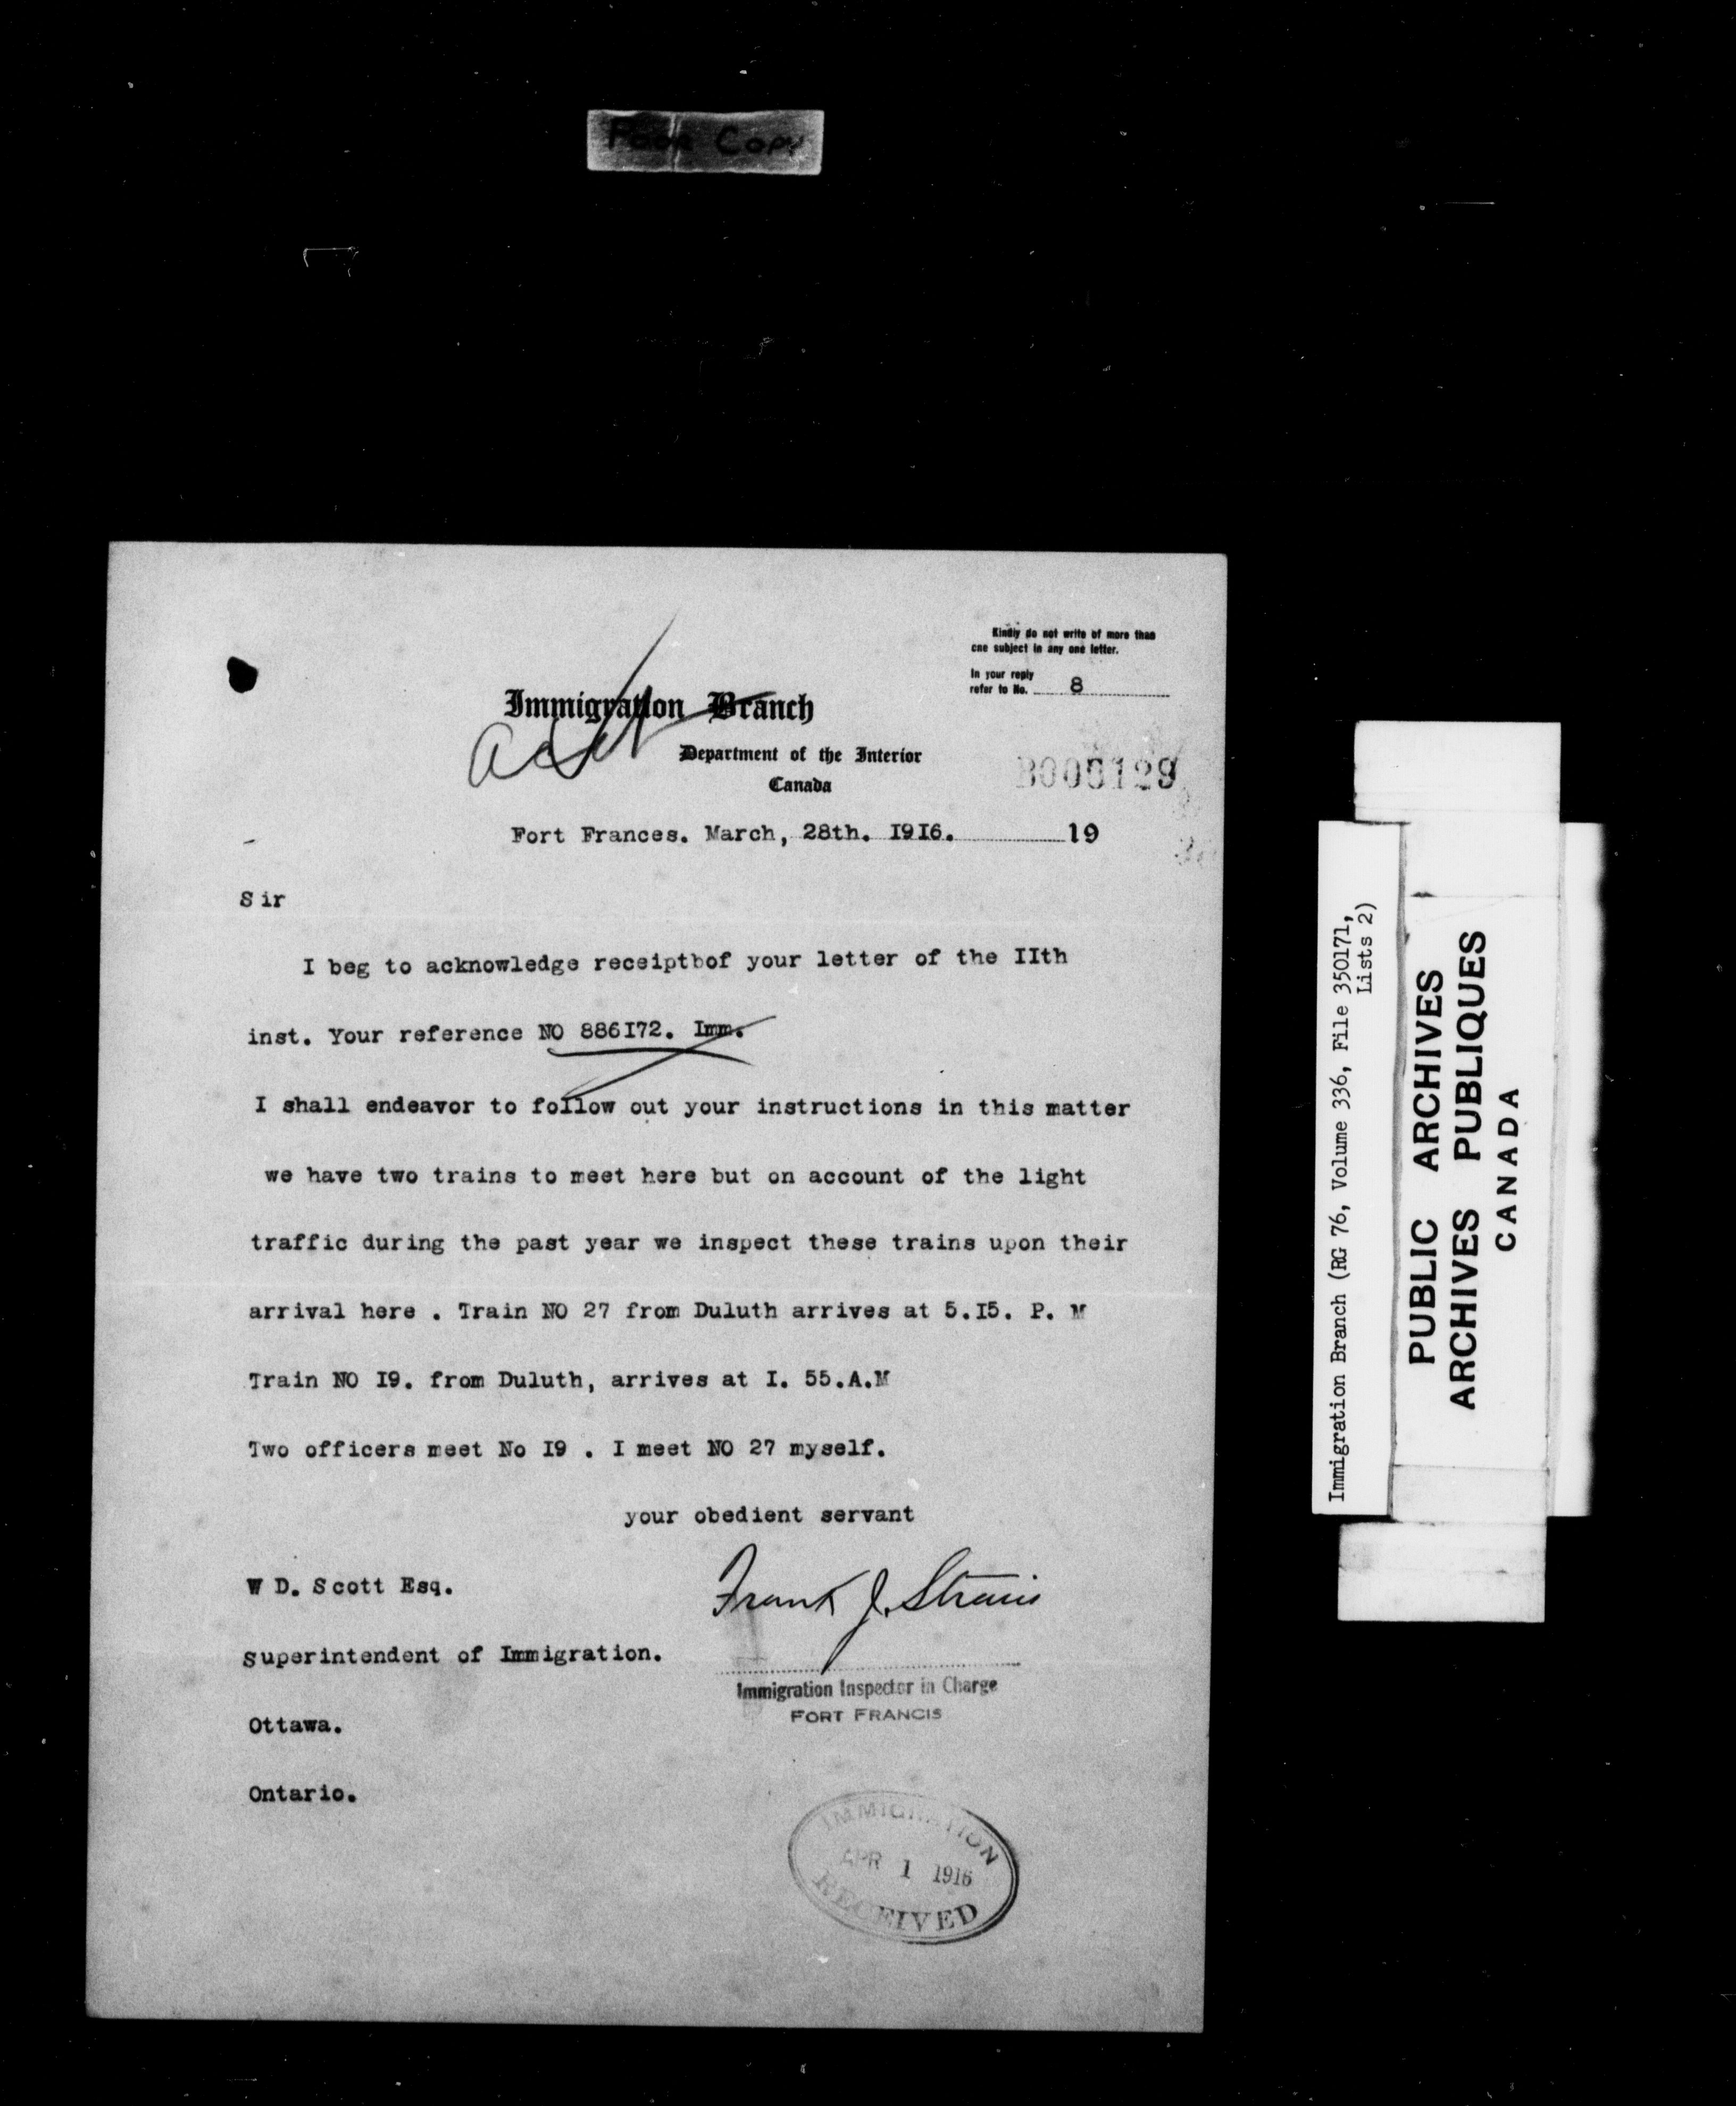 Poor Copy
Kindly do not write of more than
one subject in any one letter.
In your reply
refer to No. 8
Immigration Branch
Department of the Interior
Canada
B005129
Fort Frances. March, 28th. I9I6. 19
Sir
I beg to acknowledge receiptbof your letter of the IIth
inst. Your reference NO 886I72. Imm.
I shall endeavor to follow out your instructions in this matter
we have two trains to meet here but on account of the light
traffic during the past year we inspect these trains upon their
arrival here . Train NO 27 from Duluth arrives at 5.I5. P. M
Train NO I9. from Duluth, arrives at I. 55.A.M
Two officers meet No I9 . I meet NO 27 myself.
your obedient servant
W D. Scott Esq.
Frank J. Strain
Superintendent of Immigration.
Immigration Inspector in Charge
FORT FRANCIS
Ottawa.
Ontario.
IMMIGRATION
APR 1 1916
RECEIVED
Immigration Branch (RG 76, Volume 336, File 350171,
Lists 2)
PUBLIC ARCHIVES
ARCHIVES PUBLIQUES
CANADA